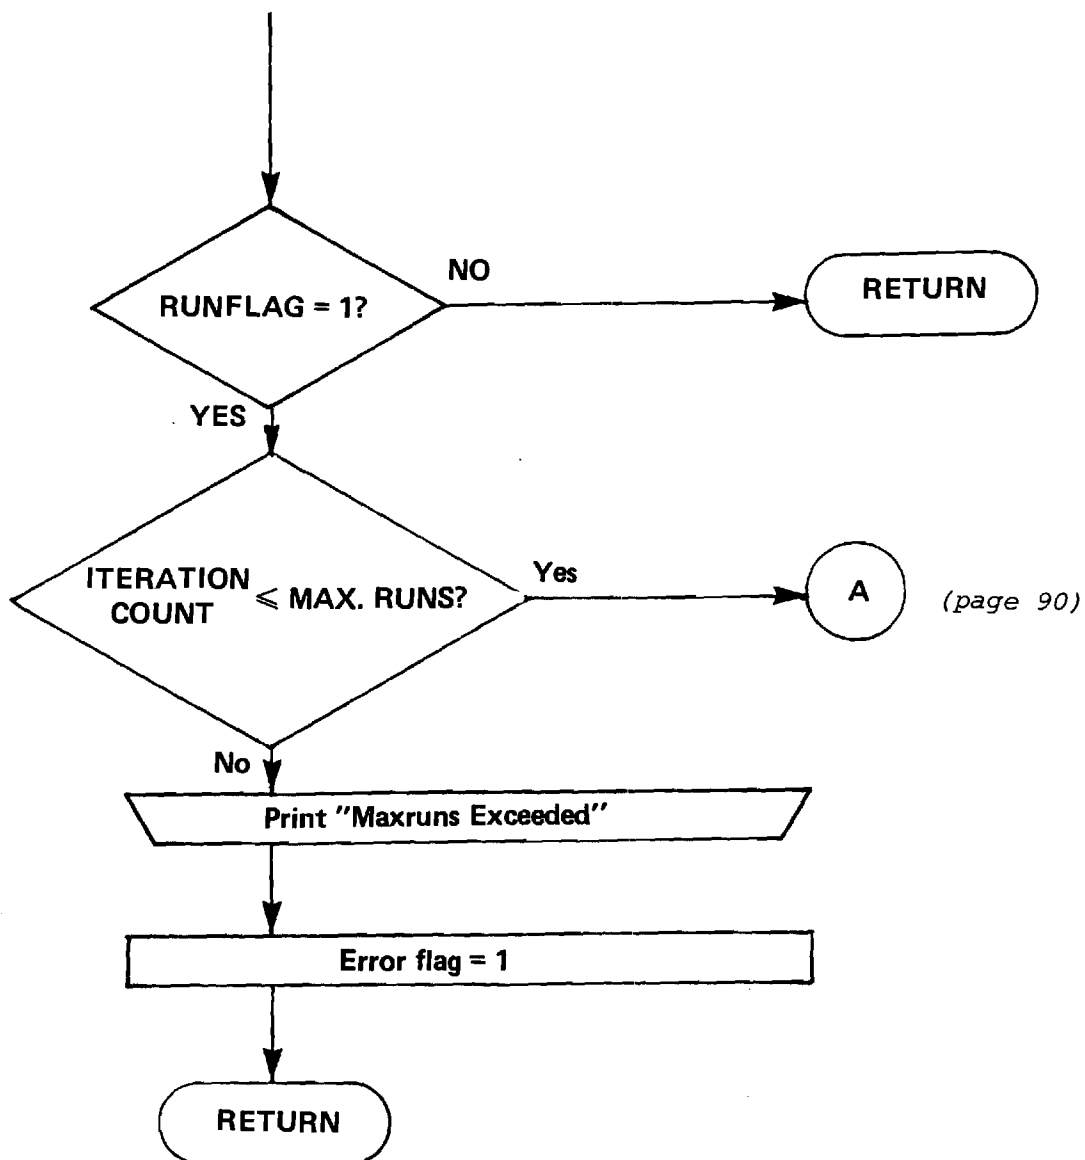 NO
RUNFLAG = 1?
RETURN
YES
ITERATION
COUNT
⩽ MAX. RUNS?
Yes
A
(page 90)
No
Print "Maxruns Exceeded"
Error flag = 1
RETURN